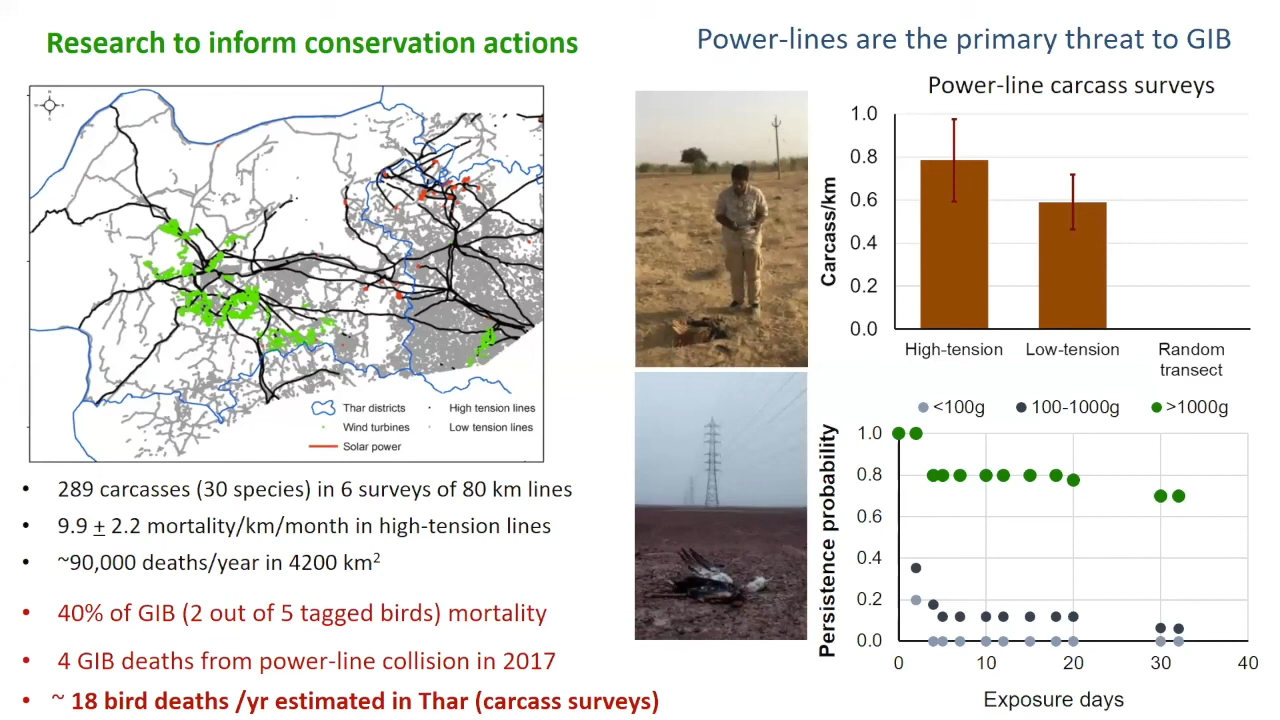 Research to inform conservation actions
Power-lines are the primary threat to GIB
Thar districts
High tension lines
Wind turbines
Low tension lines
Solar power
• 289 carcasses (30 species) in 6 surveys of 80 km lines
• 9.9 ± 2.2 mortality/km/month in high-tension lines
• ~90,000 deaths/year in 4200 km²
• 40% of GIB (2 out of 5 tagged birds) mortality
• 4 GIB deaths from power-line collision in 2017
• ~ 18 bird deaths /yr estimated in Thar (carcass surveys)
Power-line carcass surveys
Carcass/km
1.0
0.8
0.6
0.4
0.2
0.0
High-tension Low-tension Random
transect
<100g 100-1000g >1000g
Persistence probability
1.0
0.8
0.6
0.4
0.2
0.0
0 10 20 30 40
Exposure days